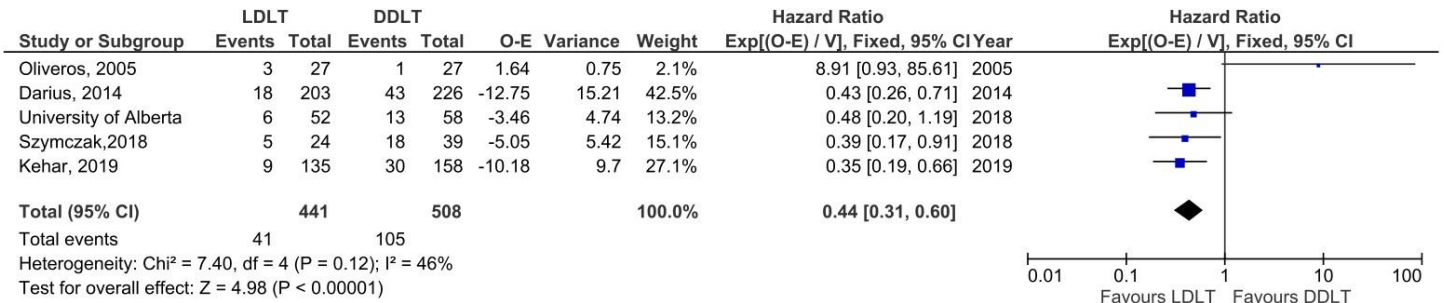 LDLT DDLT Hazard Ratio Hazard Ratio
Study or Subgroup Events Total Events Total O-E Variance Weight Exp[(O-E) / V], Fixed, 95% CI Year Exp[(O-E) / V], Fixed, 95% CI
Oliveros, 2005 3 27 1 27 1.64 0.75 2.1% 8.91 [0.93, 85.61] 2005
Darius, 2014 18 203 43 226 -12.75 15.21 42.5% 0.43 [0.26, 0.71] 2014
University of Alberta 6 52 13 58 -3.46 4.74 13.2% 0.48 [0.20, 1.19] 2018
Szymczak,2018 5 24 18 39 -5.05 5.42 15.1% 0.39 [0.17, 0.91] 2018
Kehar, 2019 9 135 30 158 -10.18 9.7 27.1% 0.35 [0.19, 0.66] 2019
Total (95% CI) 441 508 100.0% 0.44 [0.31, 0.60]
Total events 41 105
Heterogeneity: Chi² = 7.40, df = 4 (P = 0.12); I² = 46%
Test for overall effect: Z = 4.98 (P < 0.00001)
0.01 0.1 1 10 100
Favours LDLT Favours DDLT